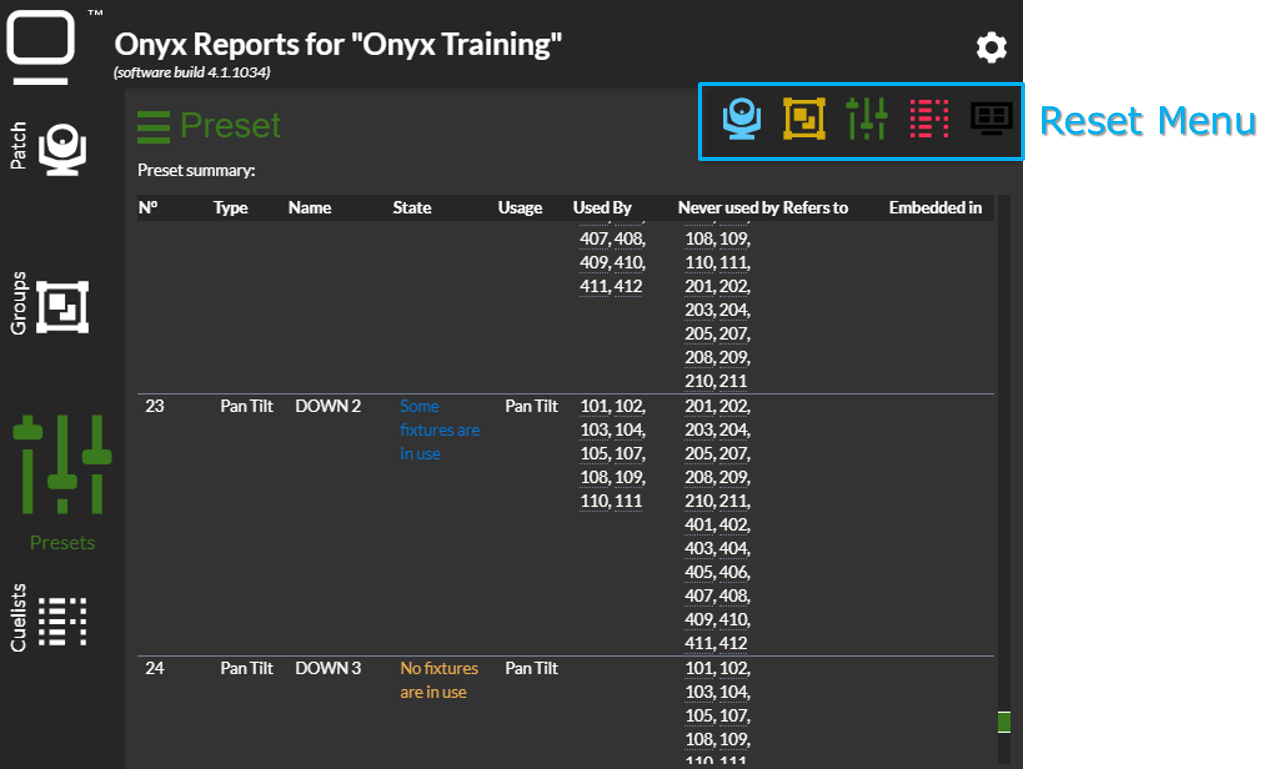 ™
Onyx Reports for "Onyx Training"
(software build 4.1.1034)
Patch
Groups
Presets
Cuelists
Preset
Reset Menu
Preset summary:
Nº Type Name State Usage Used By Never used by Refers to Embedded in
407, 408, 108, 109,
409, 410, 110, 111,
411, 412 201, 202,
203, 204,
205, 207,
208, 209,
210, 211
23 Pan Tilt DOWN 2 Some Pan Tilt 101, 102, 201, 202,
fixtures are 103, 104, 203, 204,
in use 105, 107, 205, 207,
108, 109, 208, 209,
110, 111 210, 211,
401, 402,
403, 404,
405, 406,
407, 408,
409, 410,
411, 412
24 Pan Tilt DOWN 3 No fixtures Pan Tilt 101, 102,
are in use 103, 104,
105, 107,
108, 109,
110, 111,